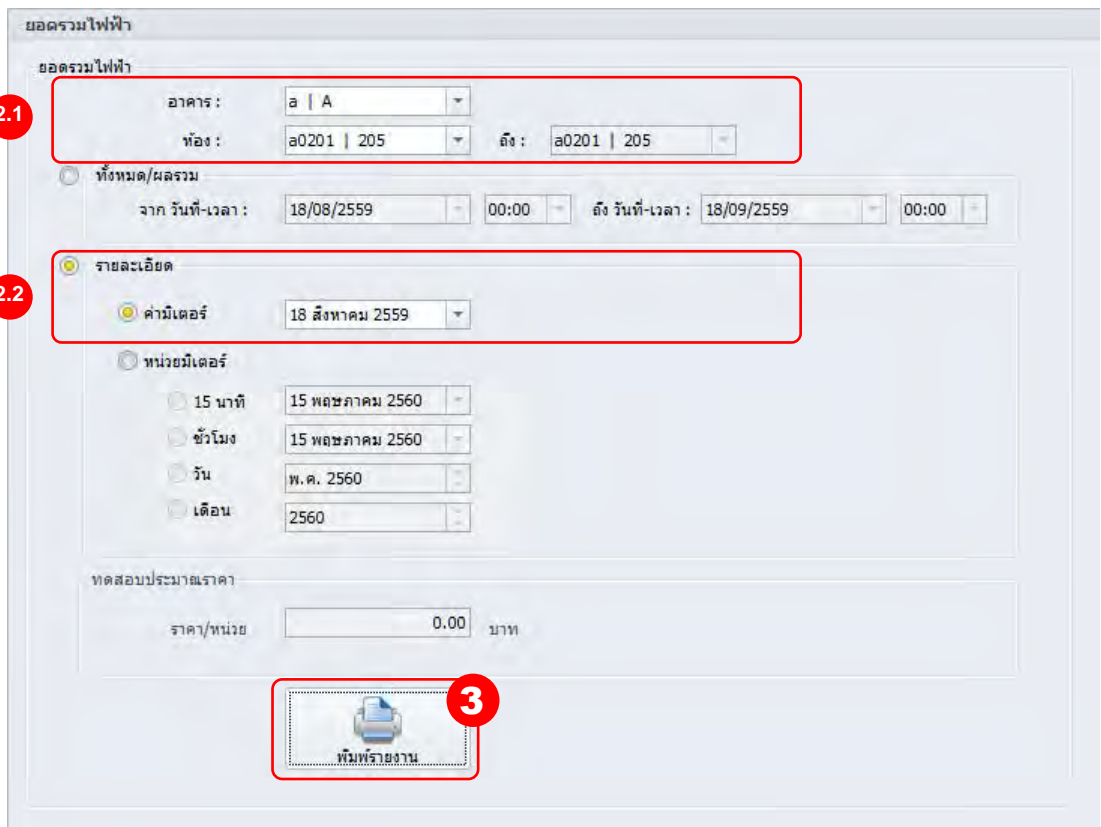 ยอดรวมไฟฟ้า
ยอดรวมไฟฟ้า
2.1
อาคาร : a | A
ห้อง : a0201 | 205 ถึง : a0201 | 205
ทั้งหมด/ผลรวม
จาก วันที่-เวลา : 18/08/2559 00:00 ถึง วันที่-เวลา : 18/09/2559 00:00
รายละเอียด
2.2
ค่ามิเตอร์ 18 สิงหาคม 2559
หน่วยมิเตอร์
15 นาที 15 พฤษภาคม 2560
ชั่วโมง 15 พฤษภาคม 2560
วัน พ.ค. 2560
เดือน 2560
ทดสอบประมาณราคา
ราคา/หน่วย 0.00 บาท
3
พิมพ์รายงาน